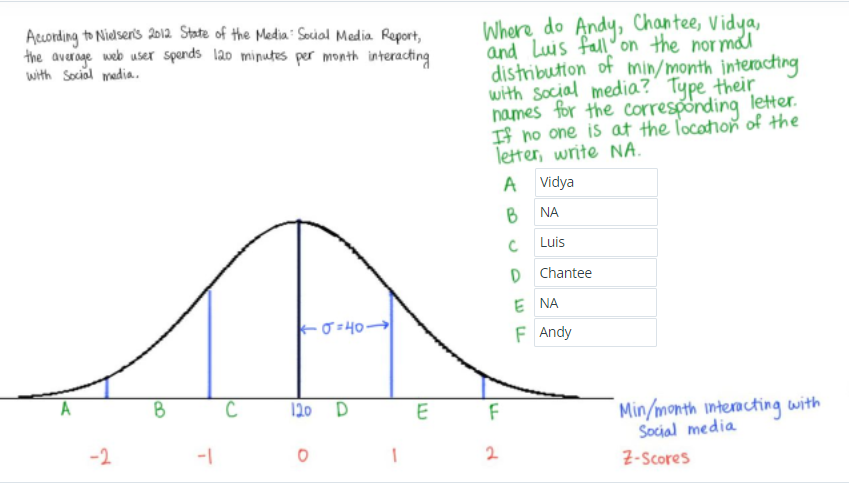 According to Nielsen's 2012 State of the Media: Social Media Report,
the average web user spends 120 minutes per month interacting
with Social media.
Where do Andy, Chantee, Vidya,
and Luis fall on the normal
distribution of min/month interacting
with social media? Type their
names for the corresponding letter.
If no one is at the location of the
letter, write NA.
A Vidya
B NA
C Luis
D Chantee
E NA
F Andy
σ=40
A B C 120 D E F Min/month interacting with
Social media
-2 -1 0 1 2 Z-Scores